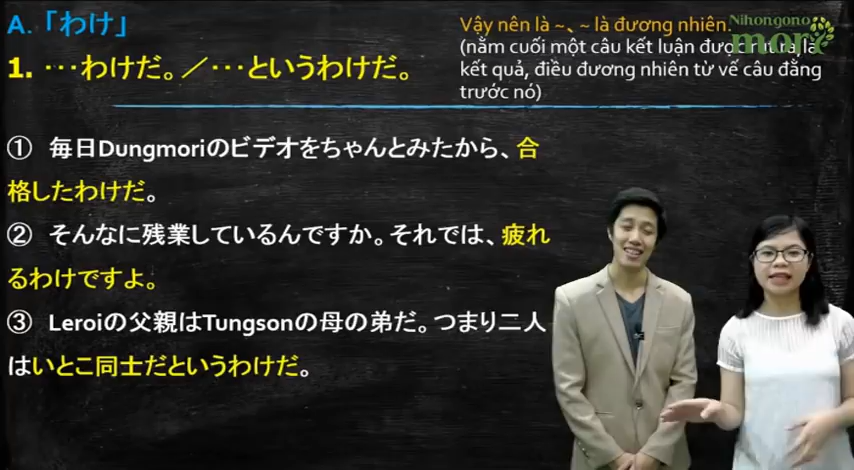 A. 「わけ」
1. ・・・わけだ。／・・・というわけだ。
Vậy nên là ~、~ là đương nhiên.
(nằm cuối một câu kết luận được là
kết quả, điều đương nhiên từ vế câu đằng
trước nó)
Nihongono
mori
① 毎日Dungmoriのビデオをちゃんとみたから、合
格したわけだ。
② そんなに残業しているんですか。それでは、疲れ
るわけですよ。
③ Leroiの父親はTungsonの母の弟だ。つまり二人
はいとこ同士だというわけだ。